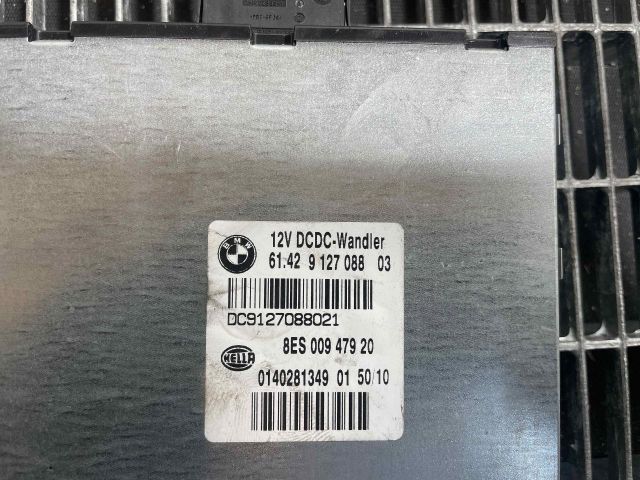 BMW
12V DCDC-Wandler
61.42 9 127 088 03
DC9127088021
8ES 009 479 20
HELLA
0140281349 01 50/10